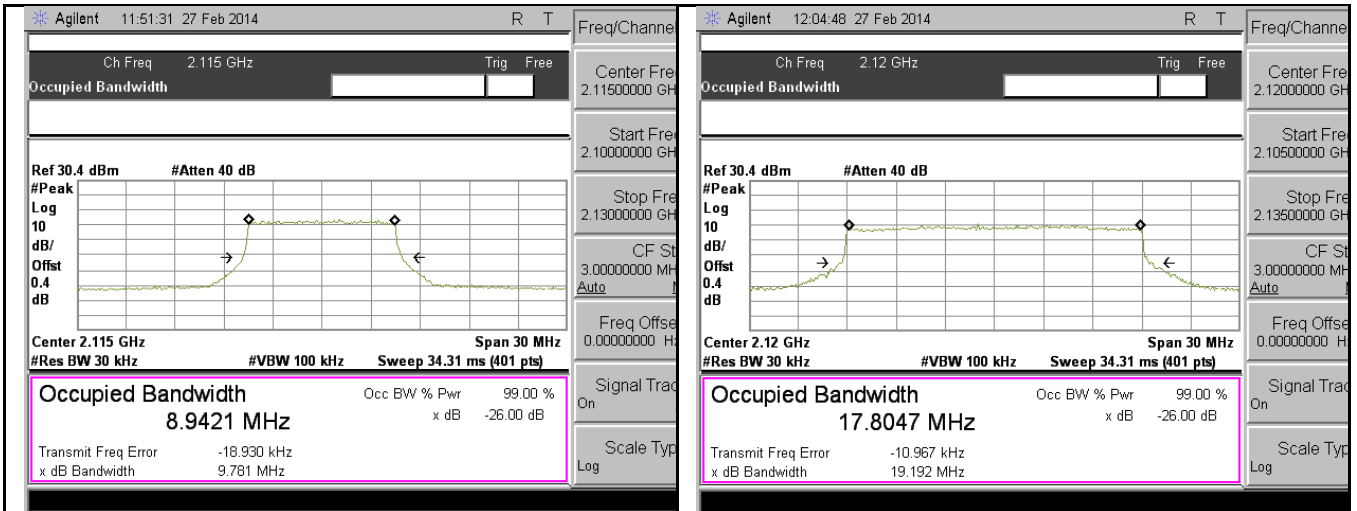 Agilent 11:51:31 27 Feb 2014 R T
Freq/Channel
Ch Freq 2.115 GHz Trig Free
Occupied Bandwidth
Center Fre
2.11500000 GH
Start Fre
2.10000000 GH
Ref 30.4 dBm #Atten 40 dB
#Peak
Log
10
dB/
Offst
0.4
dB
Stop Fre
2.13000000 GH
CF St
3.00000000 MH
Auto
Freq Offse
0.00000000 Hz
Center 2.115 GHz Span 30 MHz
#Res BW 30 kHz #VBW 100 kHz Sweep 34.31 ms (401 pts)
Occupied Bandwidth Occ BW % Pwr 99.00 %
8.9421 MHz x dB -26.00 dB
Transmit Freq Error -18.930 kHz
x dB Bandwidth 9.781 MHz
Signal Trac
On
Scale Typ
Log
Agilent 12:04:48 27 Feb 2014 R T
Freq/Channe
Ch Freq 2.12 GHz Trig Free
Occupied Bandwidth
Center Fre
2.12000000 GH
Start Fre
2.10500000 GH
Ref 30.4 dBm #Atten 40 dB
#Peak
Log
10
dB/
Offst
0.4
dB
Stop Fre
2.13500000 GH
CF St
3.00000000 MH
Auto
Freq Offse
0.00000000 H
Center 2.12 GHz Span 30 MHz
#Res BW 30 kHz #VBW 100 kHz Sweep 34.31 ms (401 pts)
Occupied Bandwidth Occ BW % Pwr 99.00 %
17.8047 MHz x dB -26.00 dB
Transmit Freq Error -10.967 kHz
x dB Bandwidth 19.192 MHz
Signal Trac
On
Scale Typ
Log